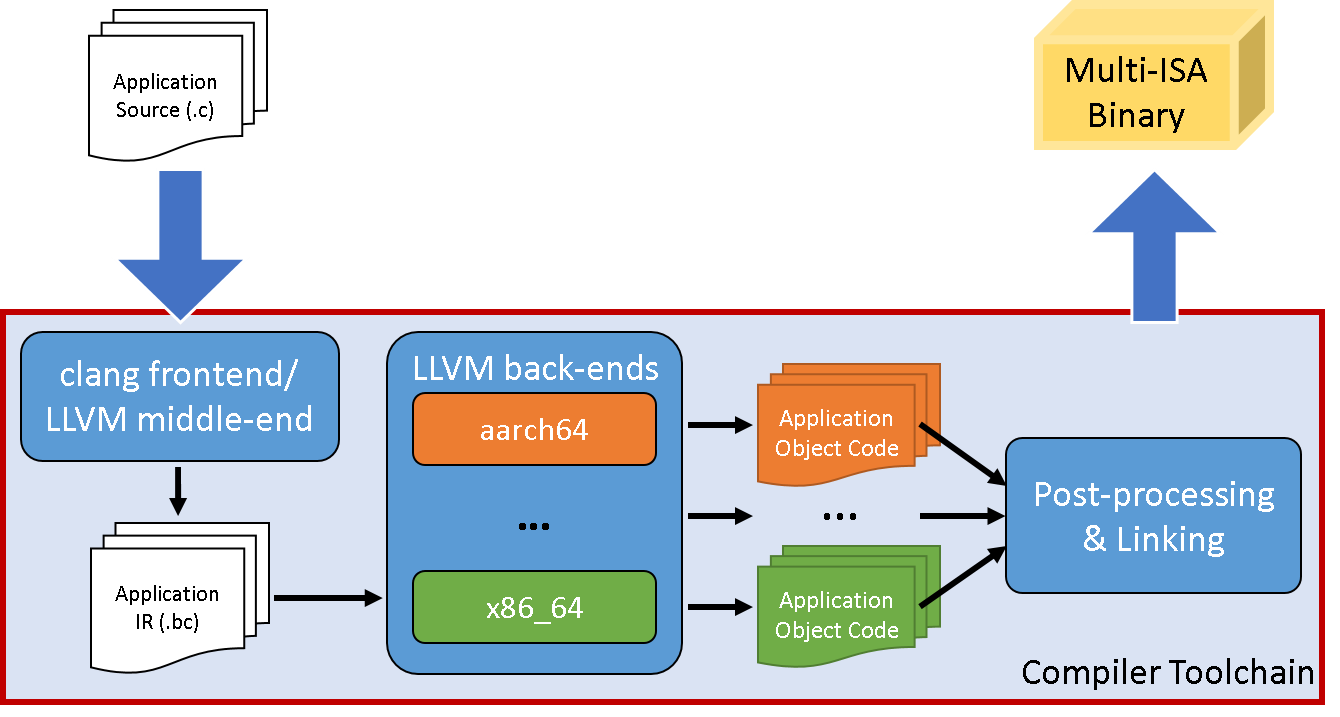 Application
Source (.c)
Multi-ISA
Binary
clang frontend/
LLVM middle-end
LLVM back-ends
aarch64
...
x86_64
Application
IR (.bc)
Application
Object Code
...
Application
Object Code
Post-processing
& Linking
Compiler Toolchain